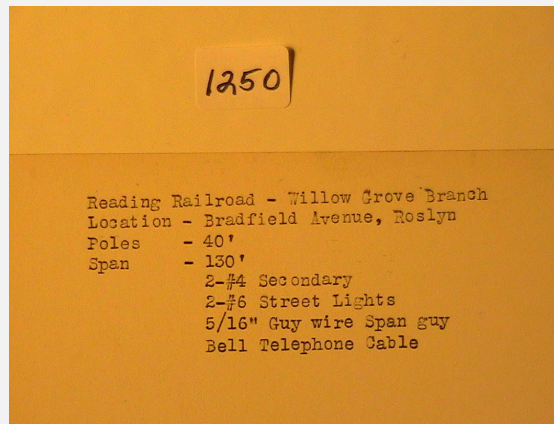 1250
Reading Railroad - Willow Grove Branch
Location - Bradfield Avenue, Roslyn
Poles - 40'
Span - 130'
2-#4 Secondary
2-#6 Street Lights
5/16" Guy wire Span guy
Bell Telephone Cable